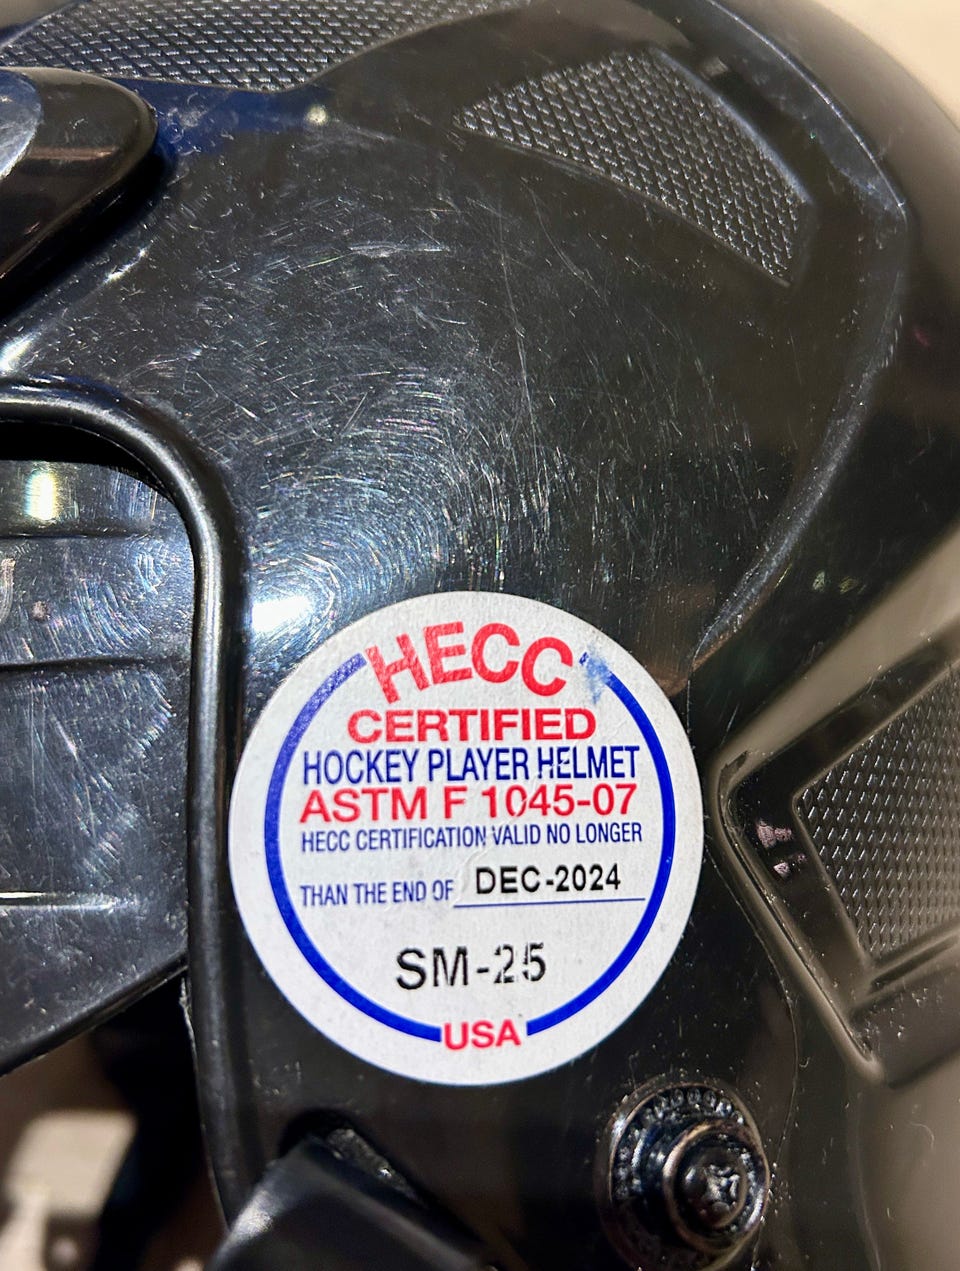 HECC
CERTIFIED
HOCKEY PLAYER HELMET
ASTM F 1045-07
HECC CERTIFICATION VALID NO LONGER
THAN THE END OF DEC-2024
SM-25
USA